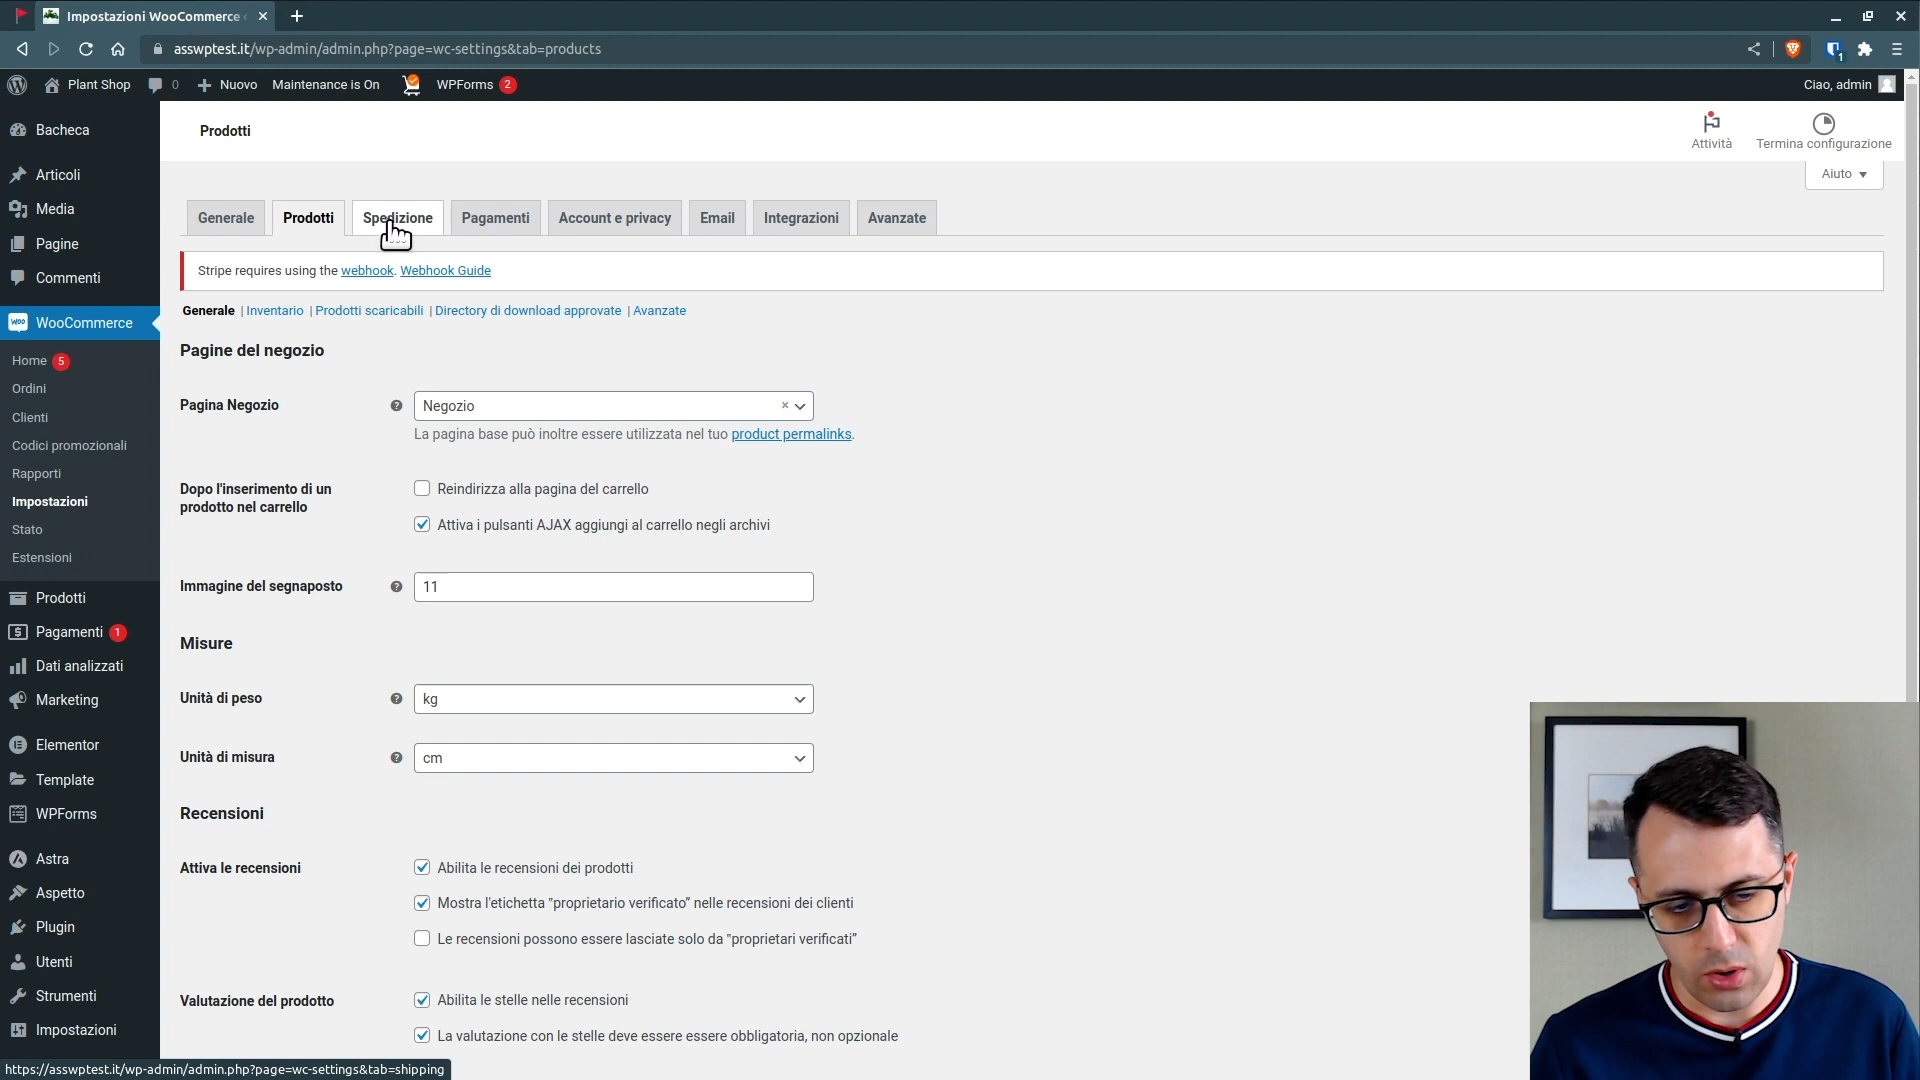 Impostazioni WooCommerce
asswptest.it/wp-admin/admin.php?page=wc-settings&tab=products
1
Plant Shop 0 Nuovo Maintenance is On WPForms 2 Ciao, admin
Bacheca
Articoli
Media
Pagine
Commenti
WooCommerce
Home 5
Ordini
Clienti
Codici promozionali
Rapporti
Impostazioni
Stato
Estensioni
Prodotti
Pagamenti 1
Dati analizzati
Marketing
Elementor
Template
WPForms
Astra
Aspetto
Plugin
Utenti
Strumenti
Impostazioni
Prodotti
Attività Termina configurazione
Aiuto
Generale Prodotti Spedizione Pagamenti Account e privacy Email Integrazioni Avanzate
Stripe requires using the webhook. Webhook Guide
Generale | Inventario | Prodotti scaricabili | Directory di download approvate | Avanzate
Pagine del negozio
Pagina Negozio Negozio ×
La pagina base può inoltre essere utilizzata nel tuo product permalinks.
Dopo l'inserimento di un
prodotto nel carrello
Reindirizza alla pagina del carrello
Attiva i pulsanti AJAX aggiungi al carrello negli archivi
Immagine del segnaposto 11
Misure
Unità di peso kg
Unità di misura cm
Recensioni
Attiva le recensioni Abilita le recensioni dei prodotti
Mostra l'etichetta "proprietario verificato” nelle recensioni dei clienti
Le recensioni possono essere lasciate solo da "proprietari verificati”
Valutazione del prodotto Abilita le stelle nelle recensioni
La valutazione con le stelle deve essere essere obbligatoria, non opzionale
https://asswptest.it/wp-admin/admin.php?page=wc-settings&tab=shipping